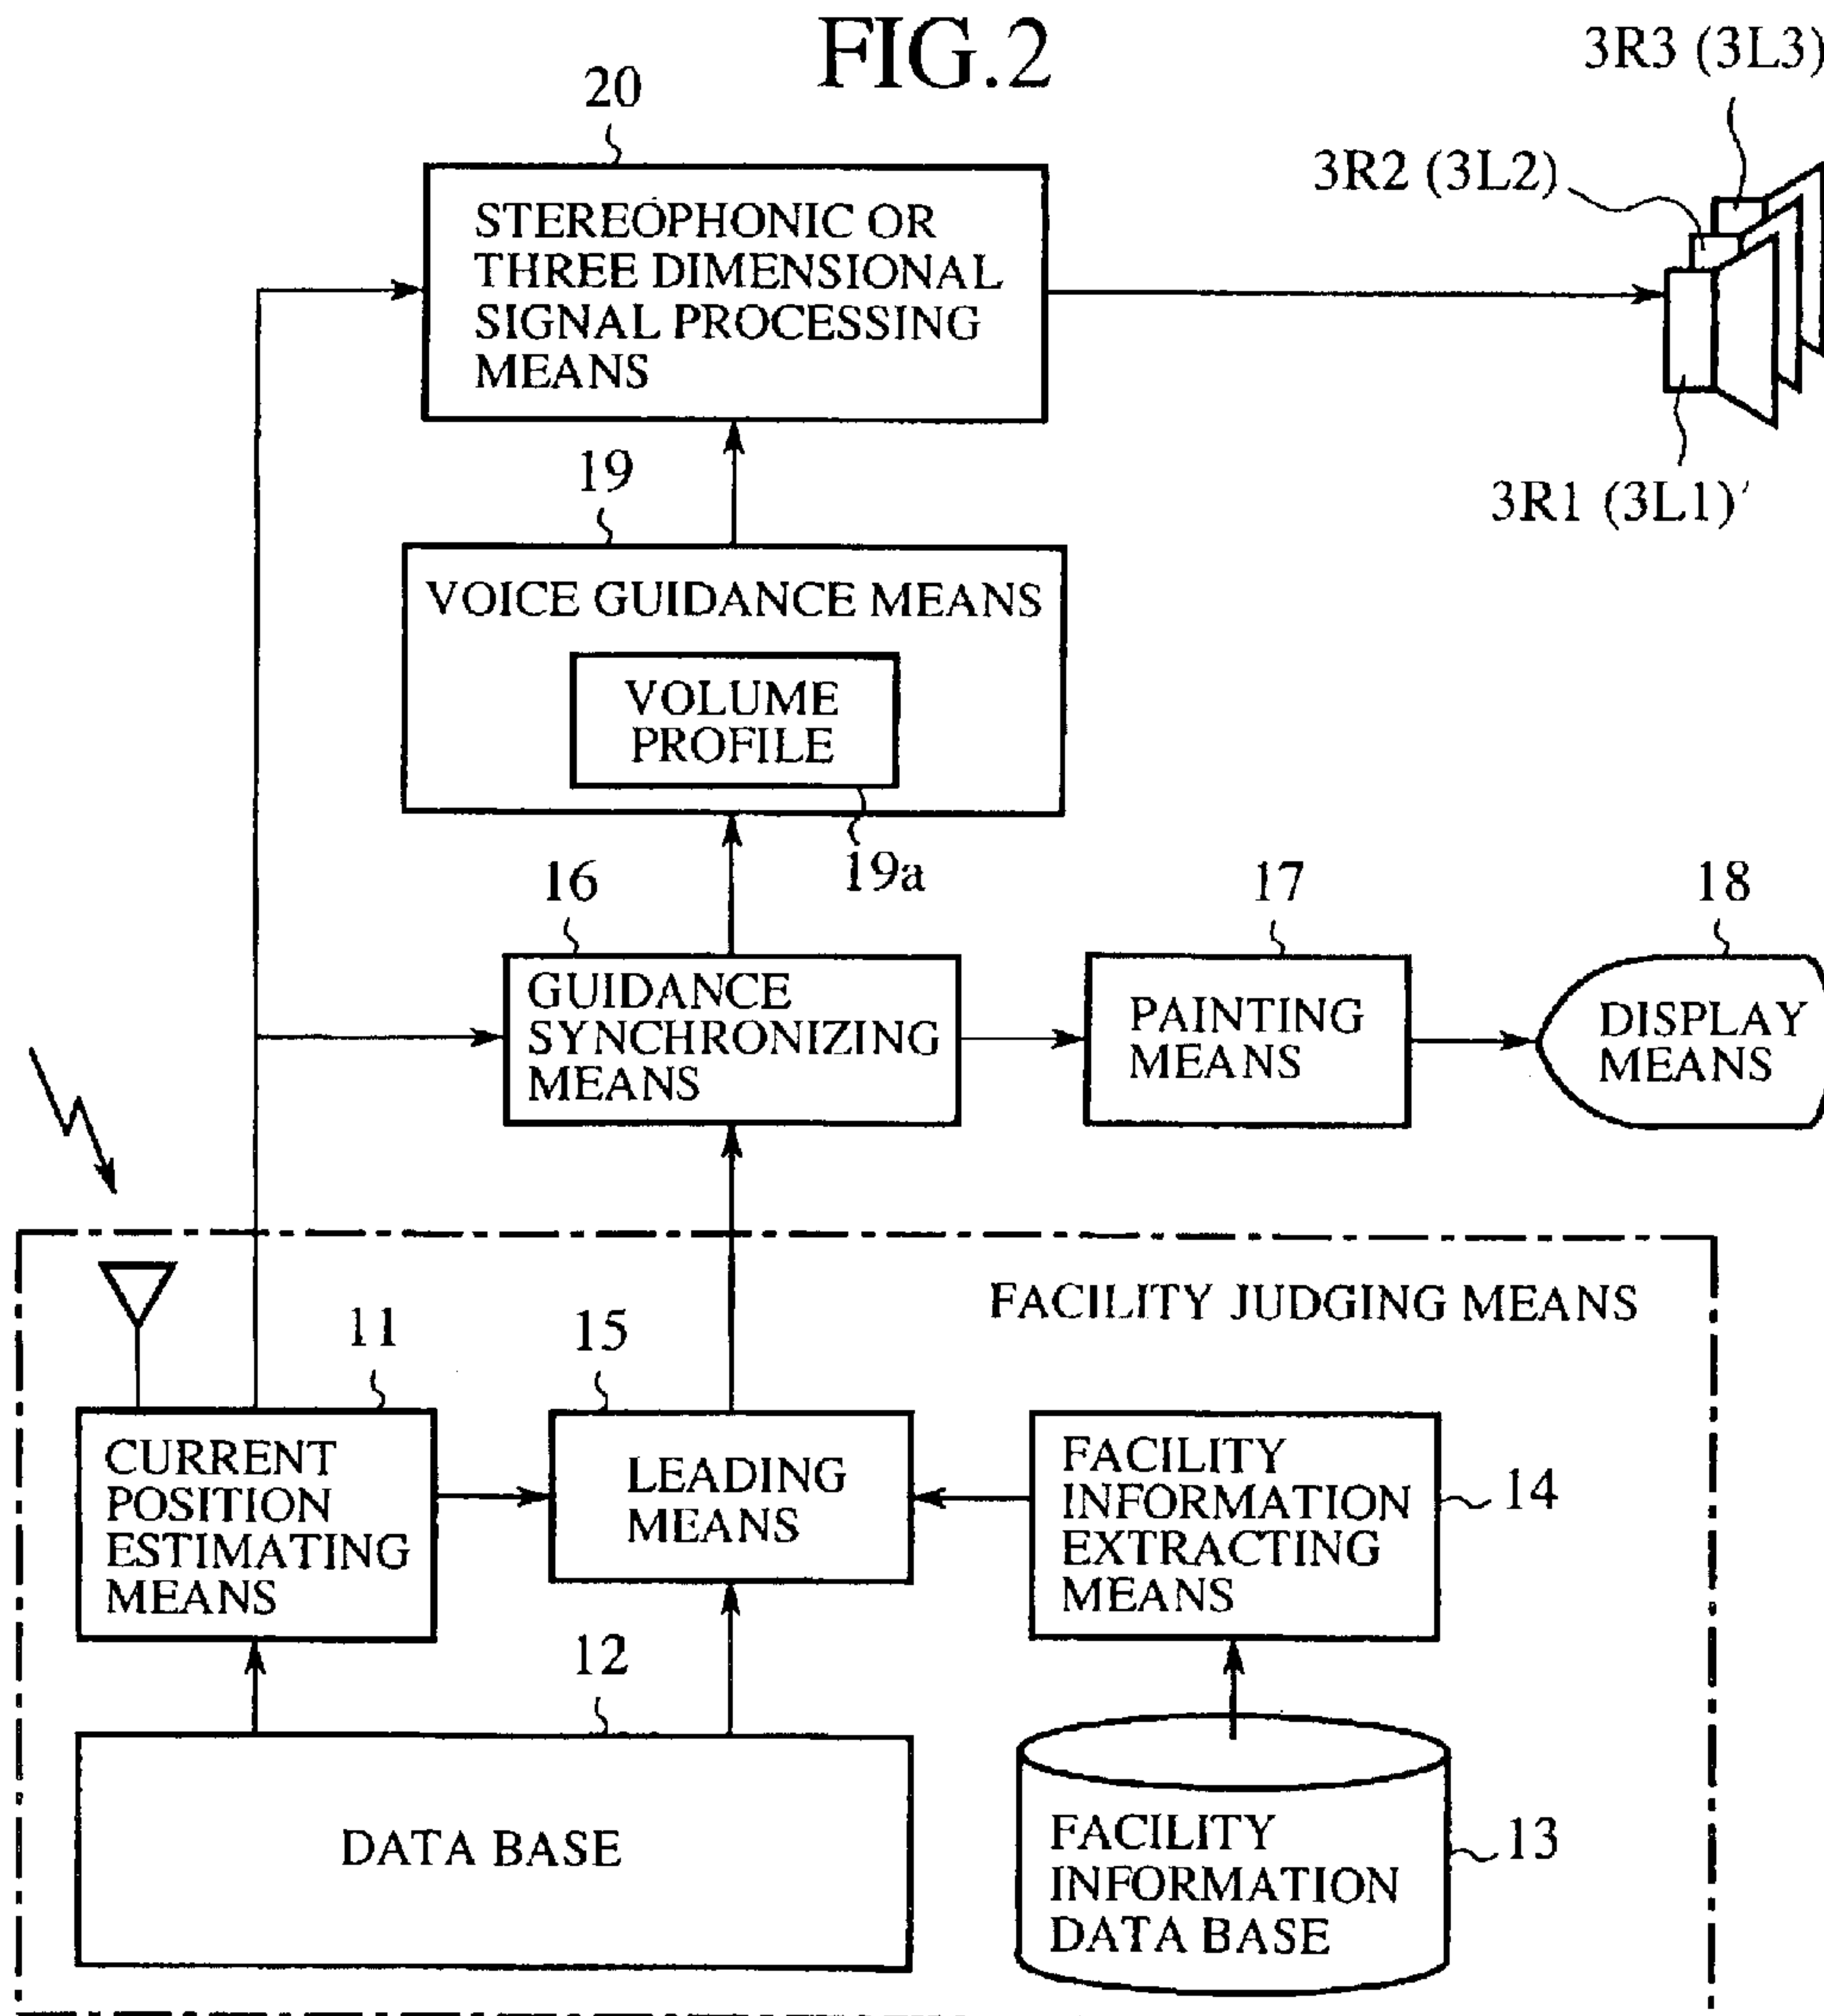 FIG.2
3R3 (3L3)
20
3R2 (3L2)
STEREOPHONIC OR
THREE DIMENSIONAL
SIGNAL PROCESSING
MEANS
19
3R1 (3L1)
VOICE GUIDANCE MEANS
VOLUME
PROFILE
19a
16
17
18
GUIDANCE
SYNCHRONIZING
MEANS
PAINTING
MEANS
DISPLAY
MEANS
FACILITY JUDGING MEANS
11
15
CURRENT
POSITION
ESTIMATING
MEANS
LEADING
MEANS
FACILITY
INFORMATION
EXTRACTING
MEANS
14
12
DATA BASE
FACILITY
INFORMATION
DATA BASE
13